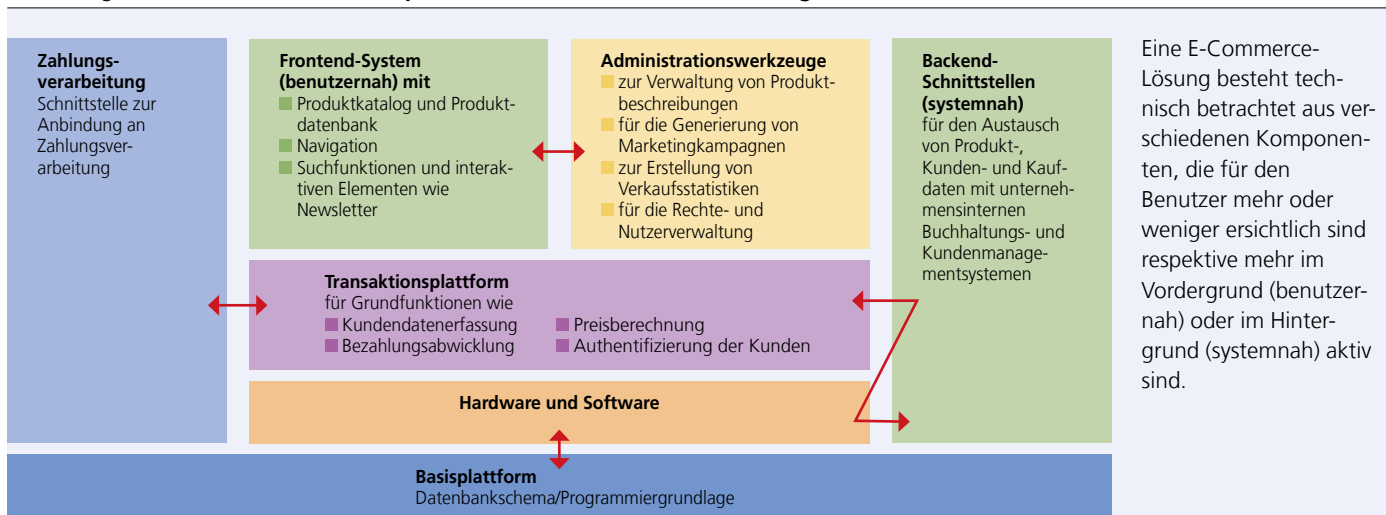 Zahlungs-
verarbeitung
Schnittstelle zur
Anbindung an
Zahlungsver-
arbeitung
Frontend-System
(benutzernah) mit
Produktkatalog und Produkt-
datenbank
Navigation
Suchfunktionen und interak-
tiven Elementen wie
Newsletter
Administrationswerkzeuge
zur Verwaltung von Produkt-
beschreibungen
für die Generierung von
Marketingkampagnen
zur Erstellung von
Verkaufsstatistiken
für die Rechte- und
Nutzerverwaltung
Backend-
Schnittstellen
(systemnah)
für den Austausch
von Produkt-,
Kunden- und Kauf-
daten mit unterneh-
mensinternen
Buchhaltungs- und
Kundenmanage-
mentsystemen
Eine E-Commerce-
Lösung besteht tech-
nisch betrachtet aus ver-
schiedenen Komponen-
ten, die für den
Benutzer mehr oder
weniger ersichtlich sind
respektive mehr im
Vordergrund (benutzer-
nah) oder im Hinter-
grund (systemnah) aktiv
sind.
Transaktionsplattform
für Grundfunktionen wie
Kundendatenerfassung
Bezahlungsabwicklung
Preisberechnung
Authentifizierung der Kunden
Hardware und Software
Basisplattform
Datenbankschema/Programmiergrundlage